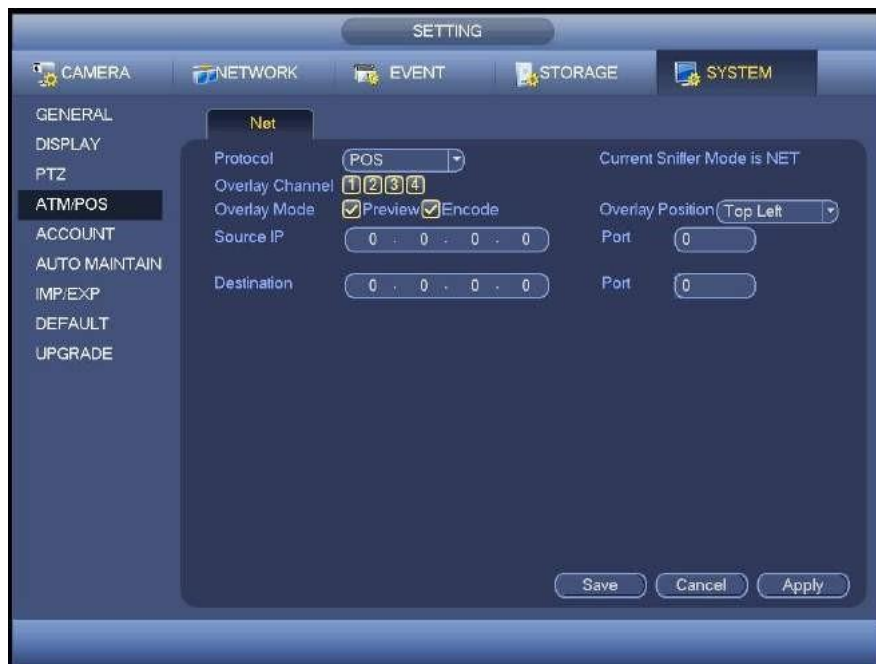 SETTING
CAMERA NETWORK EVENT STORAGE SYSTEM
GENERAL
DISPLAY
PTZ
ATM/POS
ACCOUNT
AUTO MAINTAIN
IMP/EXP
DEFAULT
UPGRADE
Net
Protocol POS Current Sniffer Mode is NET
Overlay Channel 1 2 3 4
Overlay Mode Preview Encode Overlay Position Top Left
Source IP 0 . 0 . 0 . 0 Port 0
Destination 0 . 0 . 0 . 0 Port 0
Save Cancel Apply